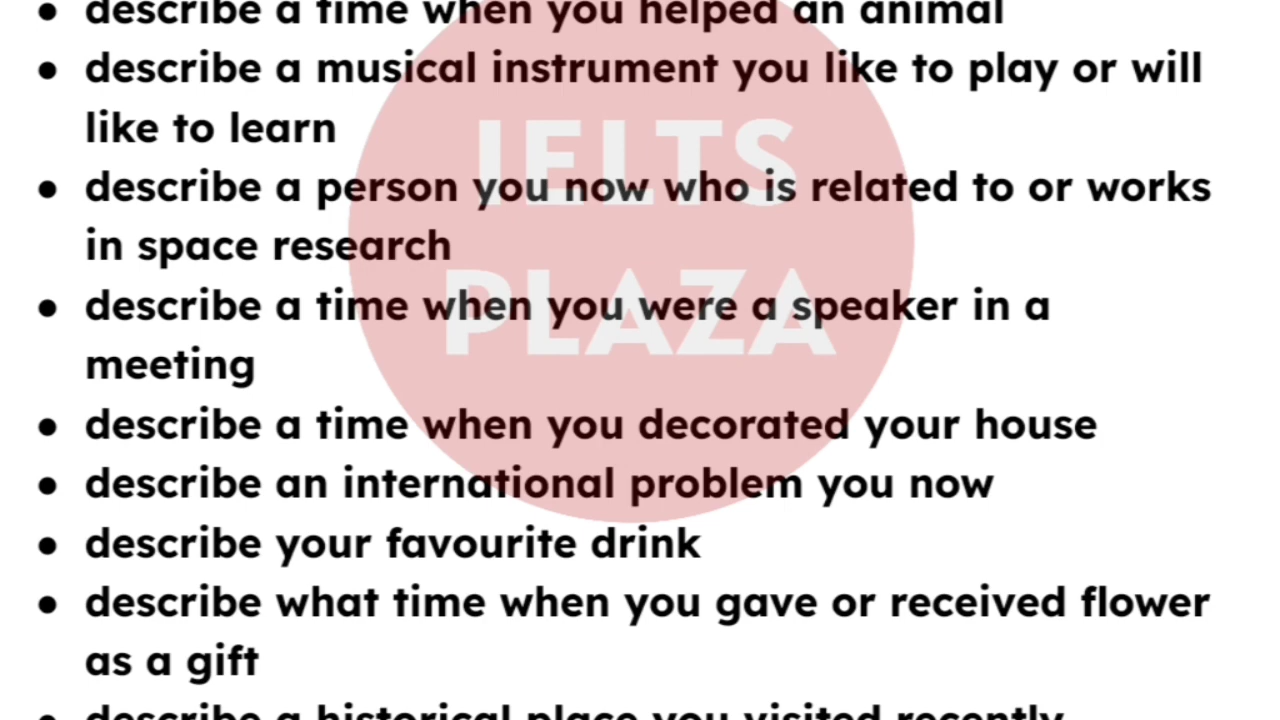 • describe a time when you helped an animal
• describe a musical instrument you like to play or will
like to learn
• describe a person you now who is related to or works
in space research
• describe a time when you were a speaker in a
meeting
• describe a time when you decorated your house
• describe an international problem you now
• describe your favourite drink
• describe what time when you gave or received flower
as a gift
• describe a historical place you visited recently
IELTS
PLAZA